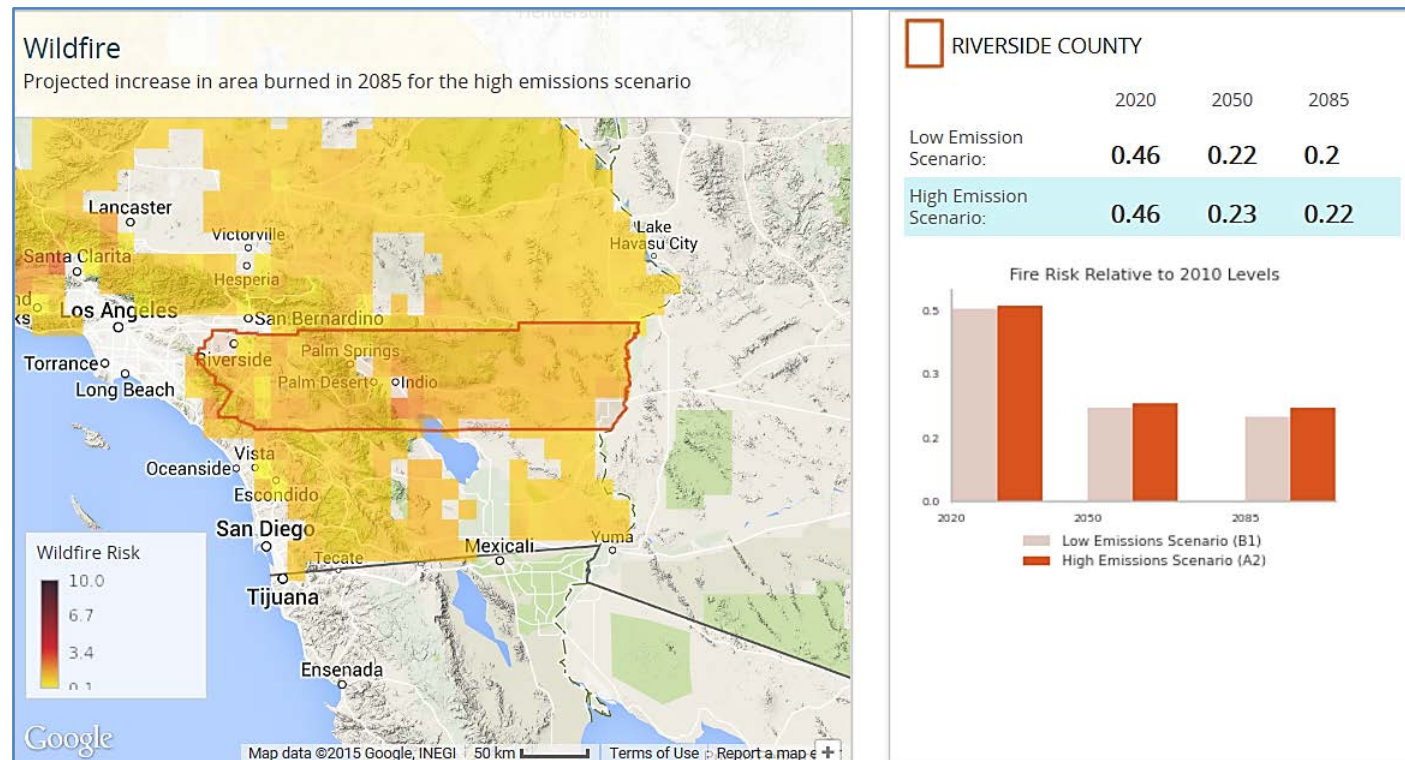 Wildfire
Projected increase in area burned in 2085 for the high emissions scenario
Henderson
Lancaster
Victorville
Lake
Havasu City
Santa Clarita
Hesperia
Los Angeles
San Bernardino
Riverside
Palm Springs
Torrance
Palm Desert
Indio
Long Beach
Vista
Oceanside
Escondido
San Diego
Tecate
Mexicali
Yuma
Tijuana
Ensenada
Wildfire Risk
10.0
6.7
3.4
0.1
Google
Map data ©2015 Google, INEGI
50 km
Terms of Use
Report a map
RIVERSIDE COUNTY
2020 2050 2085
Low Emission
Scenario: 0.46 0.22 0.2
High Emission
Scenario: 0.46 0.23 0.22
Fire Risk Relative to 2010 Levels
0.5
0.3
0.2
0.0
2020 2050 2085
Low Emissions Scenario (B1)
High Emissions Scenario (A2)